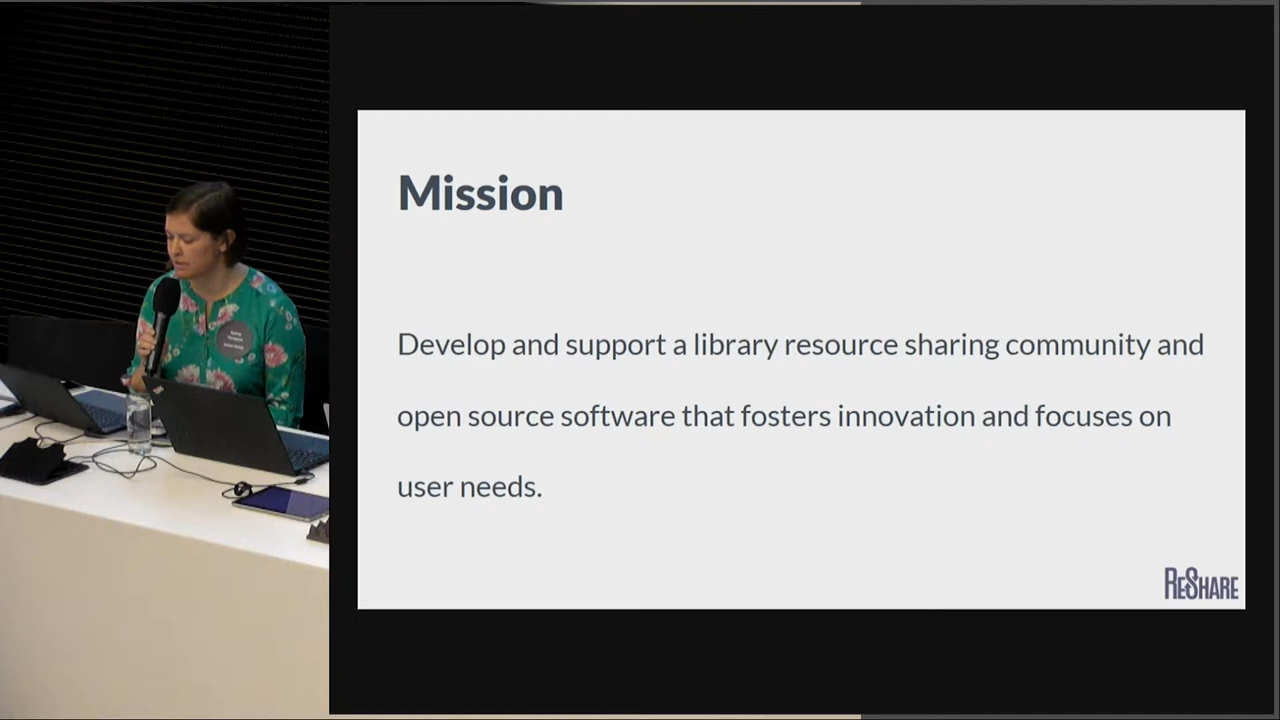 Mission
Develop and support a library resource sharing community and
open source software that fosters innovation and focuses on
user needs.
RESHARE